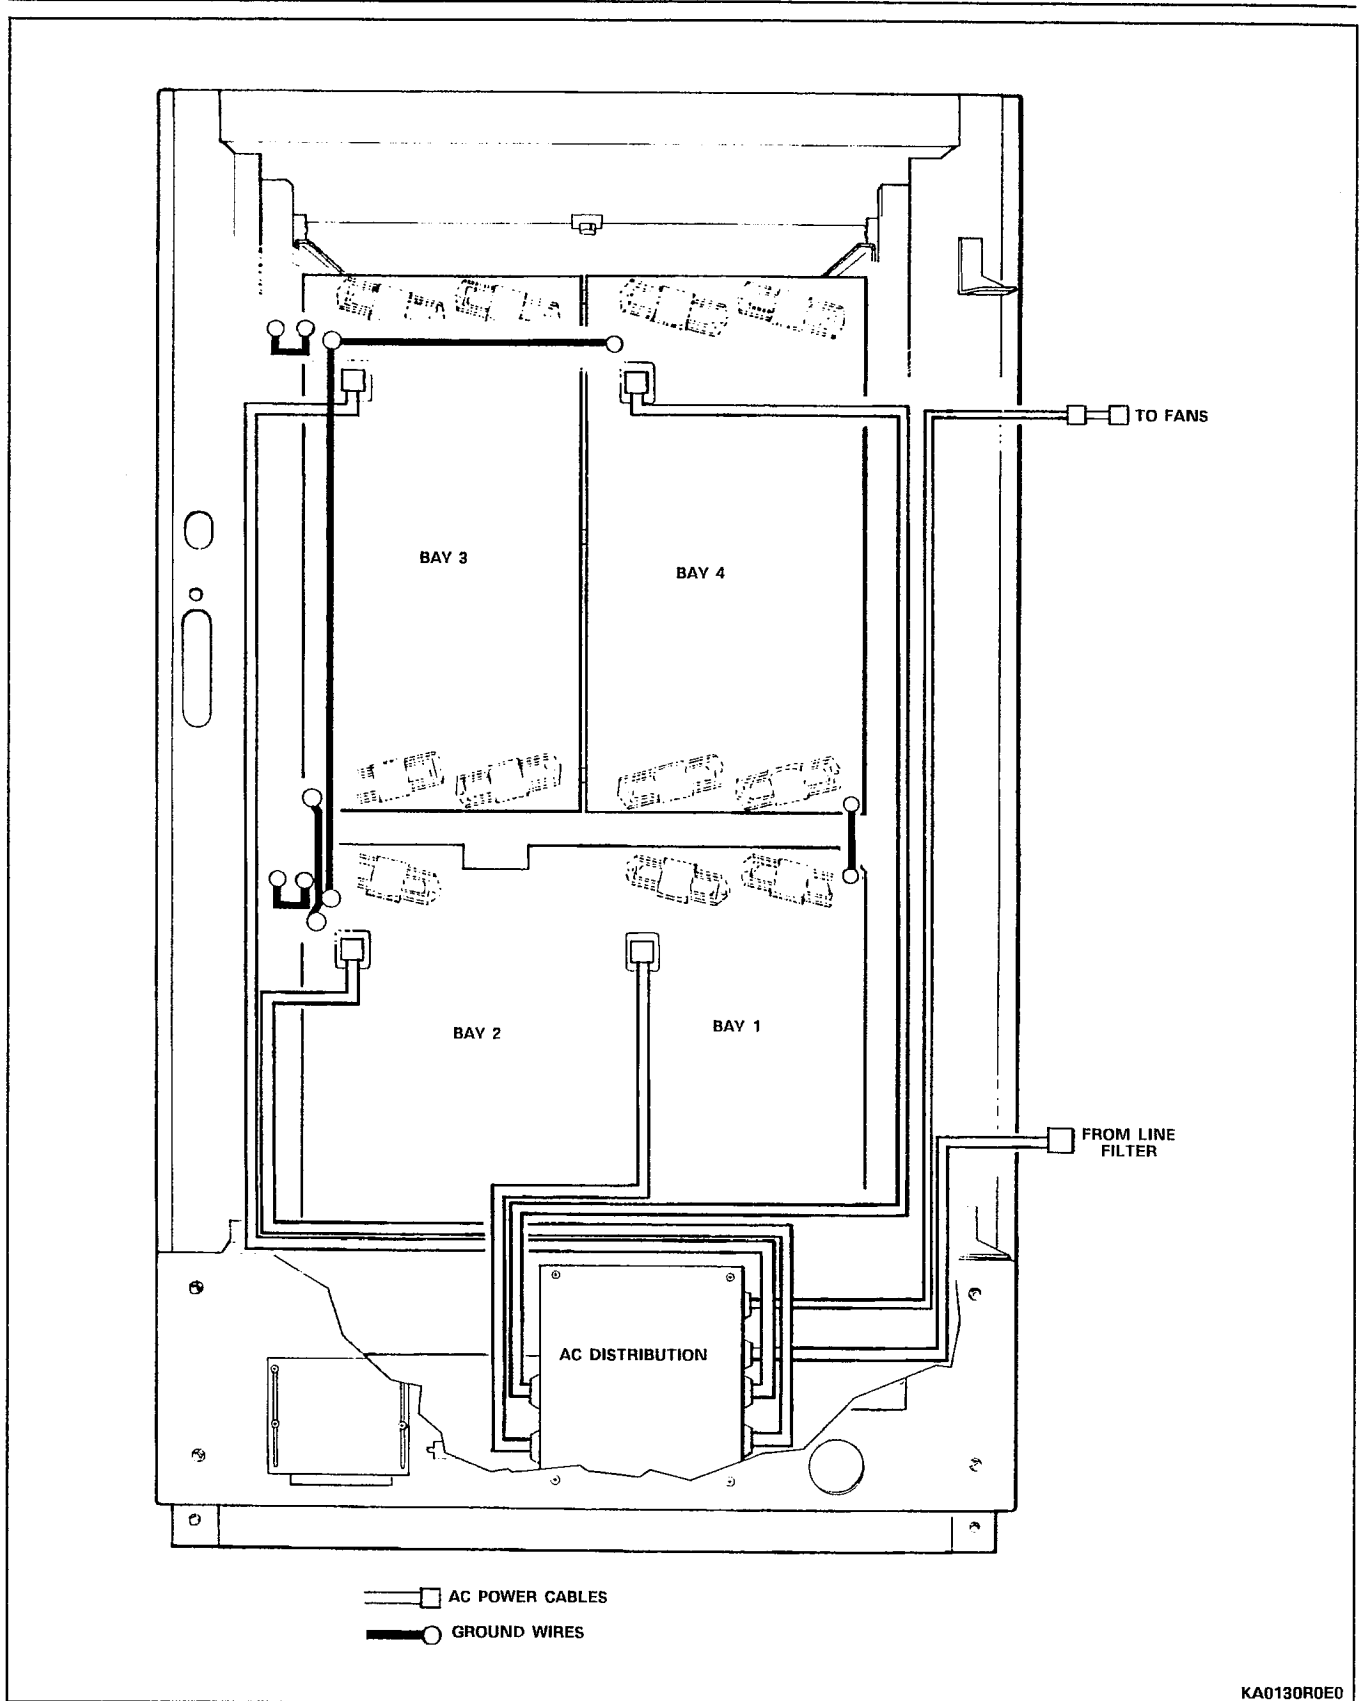 TO FANS
BAY 3
BAY 4
BAY 2
BAY 1
FROM LINE
FILTER
AC DISTRIBUTION
AC POWER CABLES
GROUND WIRES
KA0130R0E0